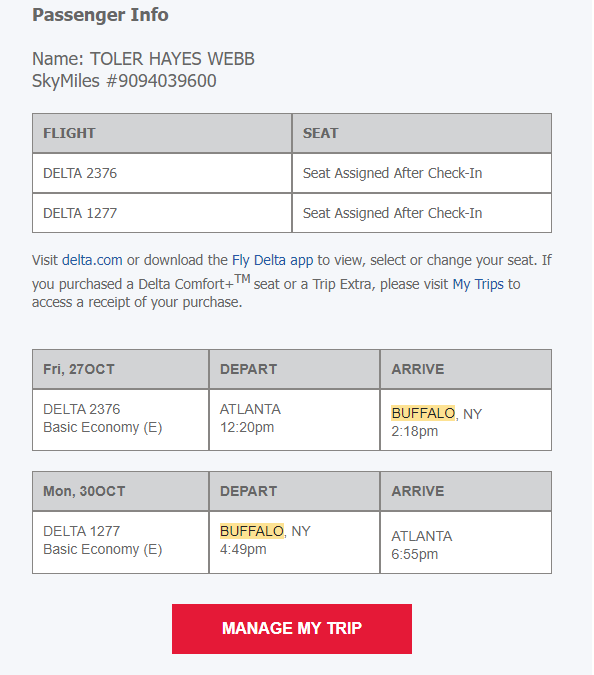 Passenger Info
Name: TOLER HAYES WEBB
SkyMiles #9094039600
FLIGHT SEAT
DELTA 2376 Seat Assigned After Check-In
DELTA 1277 Seat Assigned After Check-In
Visit delta.com or download the Fly Delta app to view, select or change your seat. If
you purchased a Delta Comfort+TM seat or a Trip Extra, please visit My Trips to
access a receipt of your purchase.
Fri, 27OCT DEPART ARRIVE
DELTA 2376 ATLANTA BUFFALO, NY
Basic Economy (E) 12:20pm 2:18pm
Mon, 30OCT DEPART ARRIVE
DELTA 1277 BUFFALO, NY ATLANTA
Basic Economy (E) 4:49pm 6:55pm
MANAGE MY TRIP